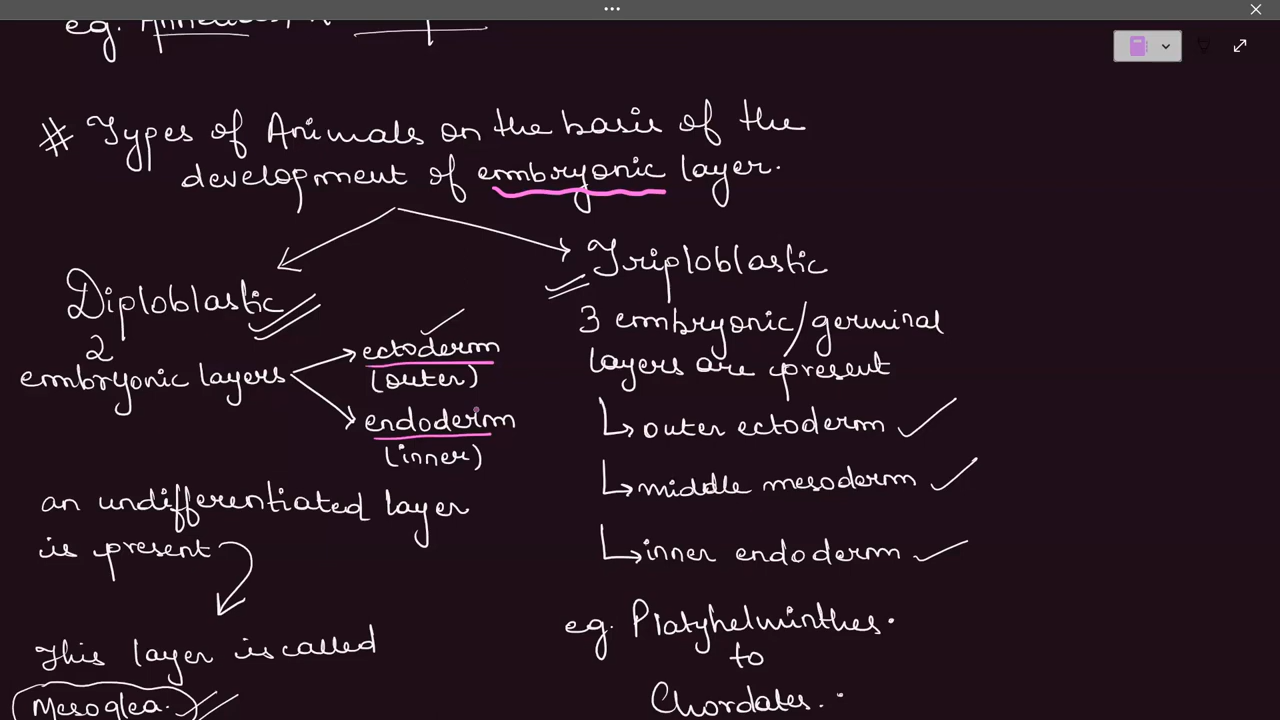 eg.
# Types of Animals on the basis of the
development of embryonic layer.
Diploblastic
2
embryonic layers
ectoderm
(outer)
endoderm
(inner)
an undifferentiated layer
is present
This layer is called
Mesoglea.
Triploblastic
3 embryonic/germinal
layers are present
outer ectoderm
middle mesoderm
inner endoderm
eg. Platyhelminthes.
to
Chordates.